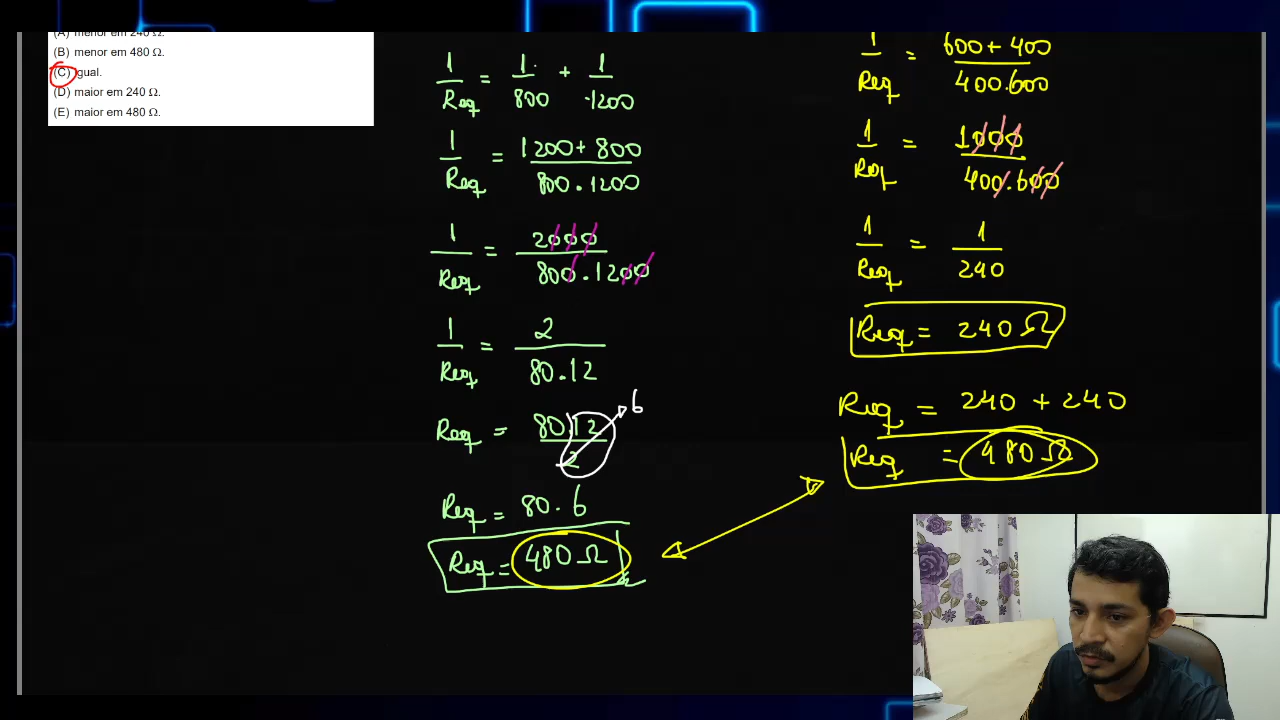 (A) menor em 240 Ω.
(B) menor em 480 Ω.
(C) igual.
(D) maior em 240 Ω.
(E) maior em 480 Ω.
1/Req = 1/800 + 1/1200
1/Req = 1200 + 800/800 . 1200
1/Req = 2000/800 . 1200
1/Req = 2/80 . 12
Req = 80.12/2
6
Req = 80 . 6
Req = 480 Ω
1/Req = 600 + 400/400 . 600
1/Req = 1000/400 . 600
1/Req = 1/240
Req = 240 Ω
Req = 240 + 240
Req = 480 Ω